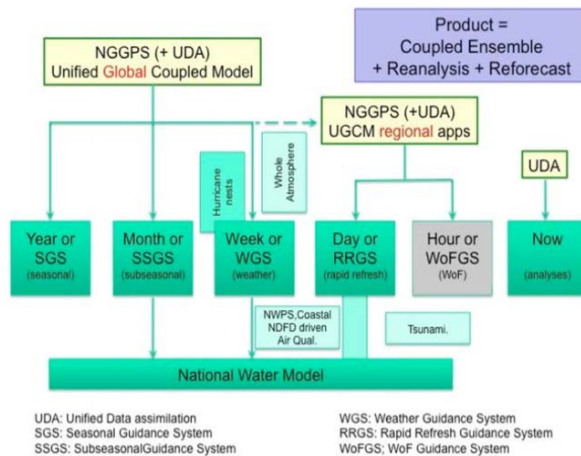 Product =
Coupled Ensemble
+ Reanalysis + Reforecast
NGGPS (+ UDA)
Unified Global Coupled Model
NGGPS (+UDA)
UGCM regional apps
UDA
Hurricane
nests
Whole
Atmosphere
Year or
SGS
(seasonal)
Month or
SSGS
(subseasonal)
Week or
WGS
(weather)
Day or
RRGS
(rapid refresh)
Hour or
WoFGS
(WoF)
Now
(analyses)
NWPS,Coastal
NDFD driven
Air Qual.
Tsunami.
National Water Model
UDA: Unified Data assimilation
SGS: Seasonal Guidance System
SSGS: SubseasonalGuidance System
WGS: Weather Guidance System
RRGS: Rapid Refresh Guidance System
WoFGS; WoF Guidance System